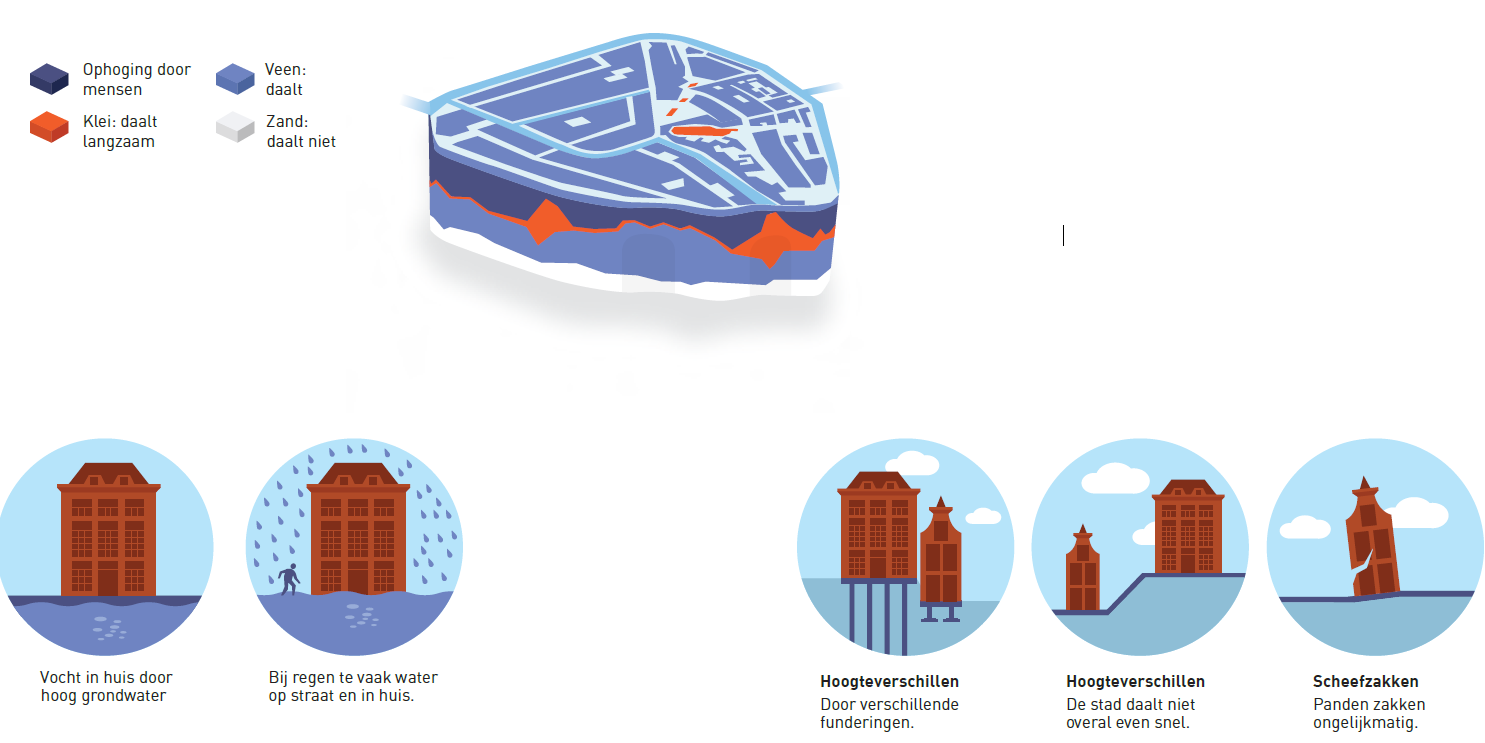 Ophoging door
mensen
Veen:
daalt
Klei: daalt
langzaam
Zand:
daalt niet
Vocht in huis door
hoog grondwater
Bij regen te vaak water
op straat en in huis.
Hoogteverschillen
Door verschillende
funderingen.
Hoogteverschillen
De stad daalt niet
overal even snel.
Scheefzakken
Panden zakken
ongelijkmatig.